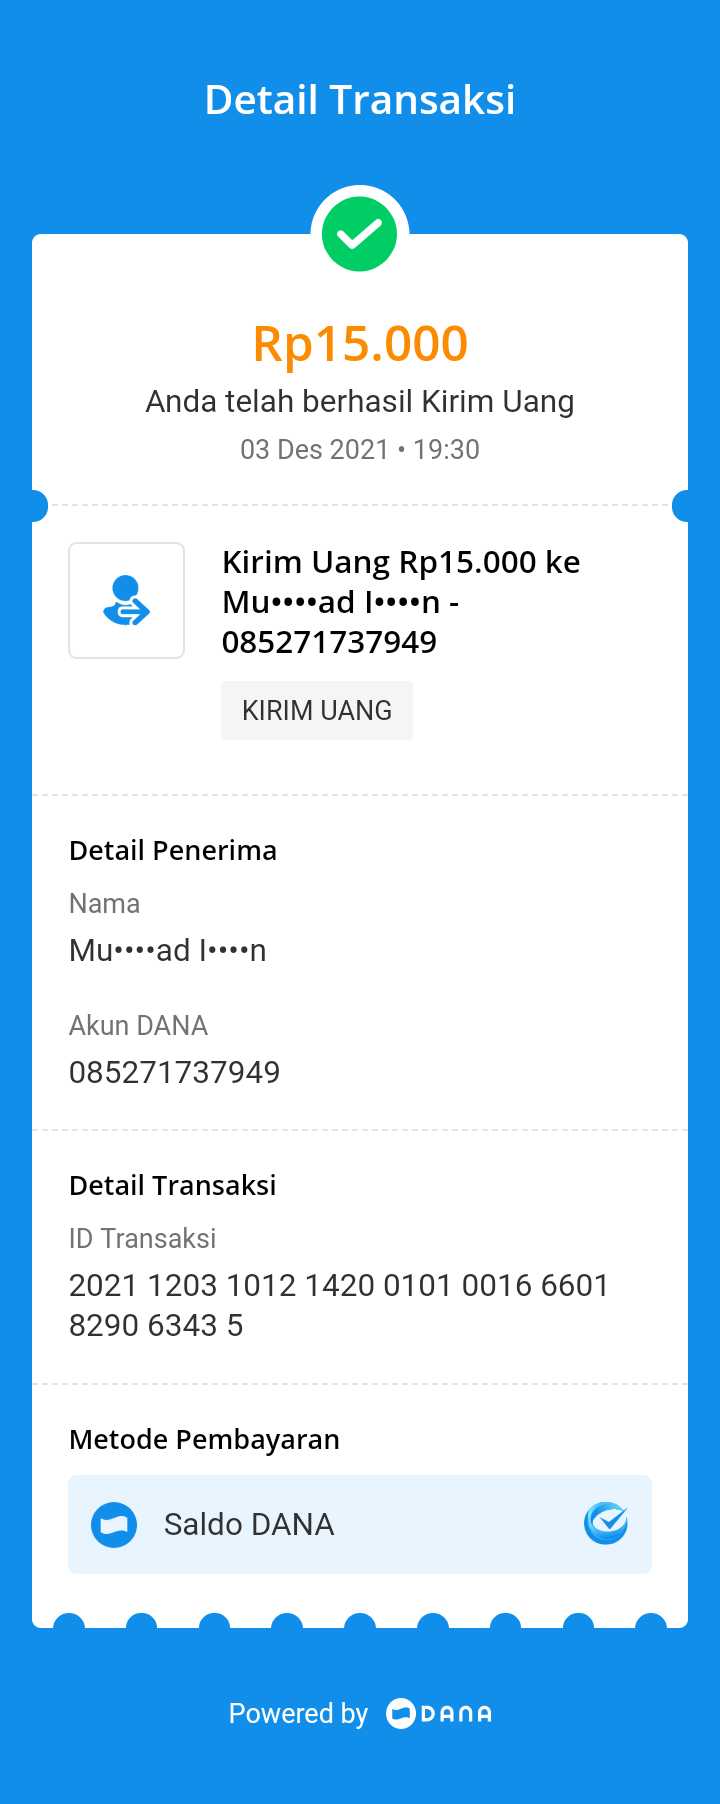 Detail Transaksi
Rp15.000
Anda telah berhasil Kirim Uang
03 Des 2021 • 19:30
Kirim Uang Rp15.000 ke
Mu••••ad I••••n -
085271737949
KIRIM UANG
Detail Penerima
Nama
Mu••••ad I••••n
Akun DANA
085271737949
Detail Transaksi
ID Transaksi
2021 1203 1012 1420 0101 0016 6601
8290 6343 5
Metode Pembayaran
Saldo DANA
Powered by DANA